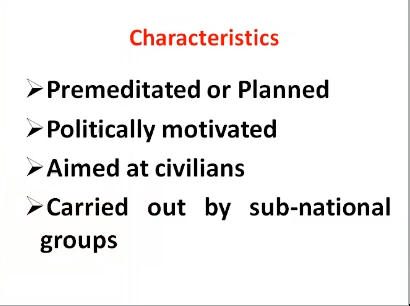 Characteristics
➢Premeditated or Planned
➢Politically motivated
➢Aimed at civilians
➢Carried out by sub-national
groups